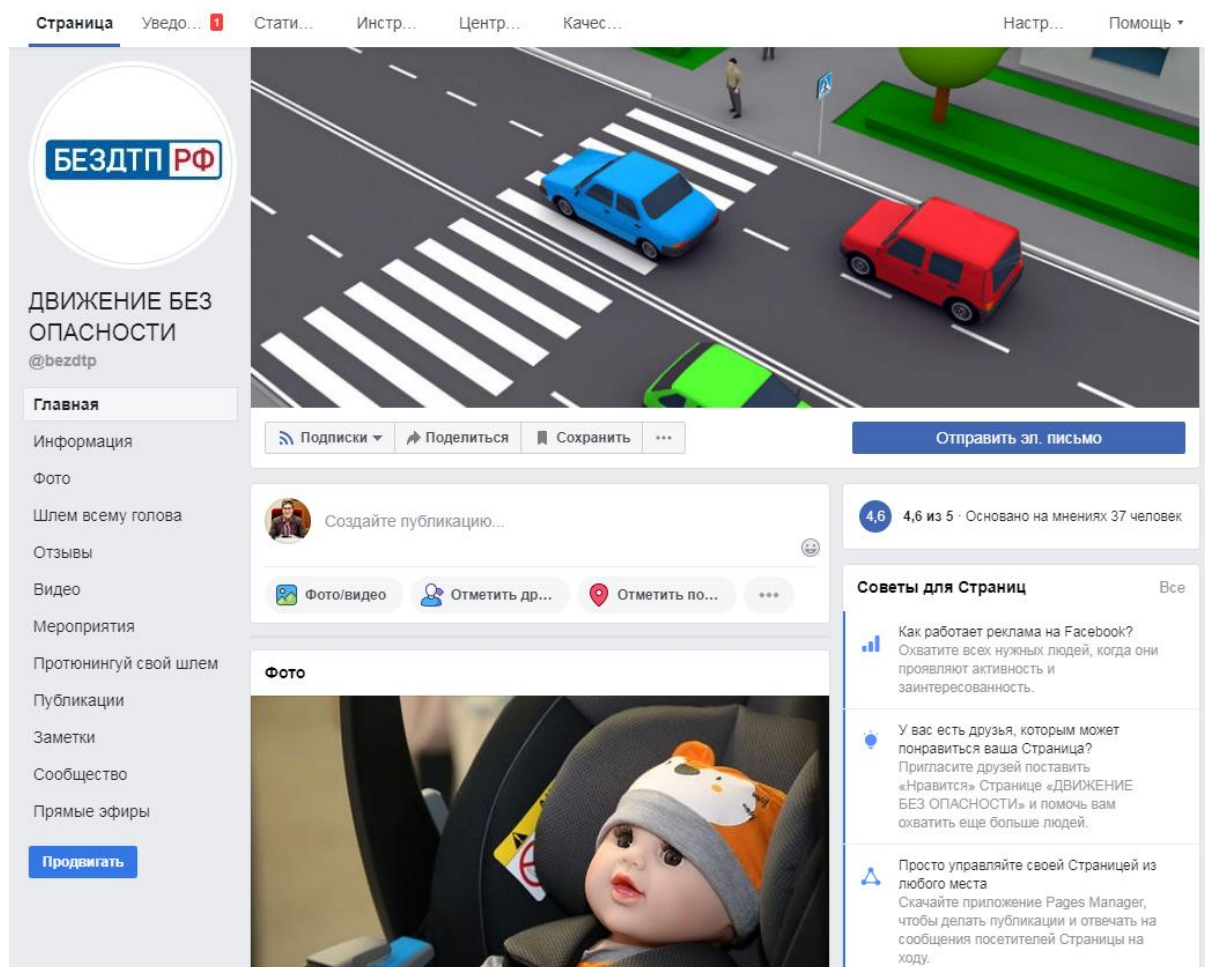 Страница Уведо... 1 Стати... Инстр... Центр... Качес... Настр... Помощь
БЕЗДТП РФ
ДВИЖЕНИЕ БЕЗ
ОПАСНОСТИ
@bezdtp
Главная
Информация
Фото
Шлем всему голова
Отзывы
Видео
Мероприятия
Протюнингуй свой шлем
Публикации
Заметки
Сообщество
Прямые эфиры
Продвигать
Подписки Поделиться Сохранить ...
Отправить эл. письмо
Создайте публикацию...
Фото/видео Отметить др... Отметить по... ...
Фото
4,6 4,6 из 5 · Основано на мнениях 37 человек
Советы для Страниц Все
Как работает реклама на Facebook?
Охватите всех нужных людей, когда они
проявляют активность и
заинтересованность.
У вас есть друзья, которым может
понравиться ваша Страница?
Пригласите друзей поставить
«Нравится» Странице «ДВИЖЕНИЕ
БЕЗ ОПАСНОСТИ» и помочь вам
охватить еще больше людей.
Просто управляйте своей Страницей из
любого места
Скачайте приложение Pages Manager,
чтобы делать публикации и отвечать на
сообщения посетителей Страницы на
ходу.